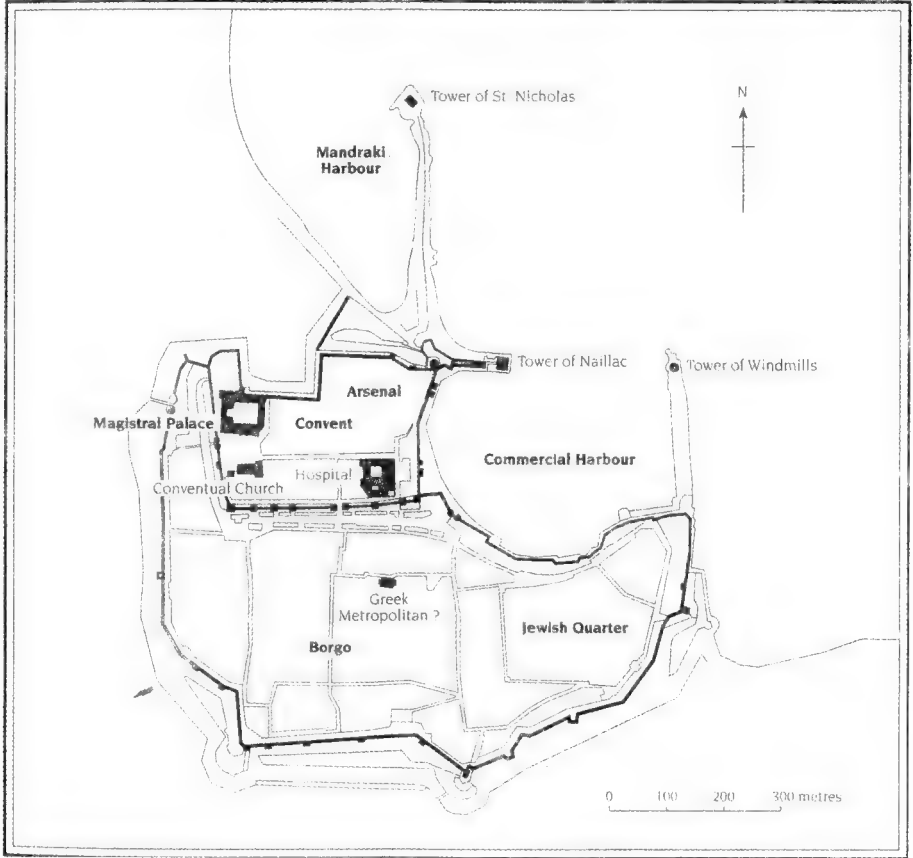 Tower of St. Nicholas
N
Mandraki
Harbour
Tower of Naillac
Tower of Windmills
Arsenal
Magistral Palace
Convent
Commercial Harbour
Hospital
Conventual Church
Greek
Metropolitan ?
Jewish Quarter
Borgo
0 100 200 300 metres